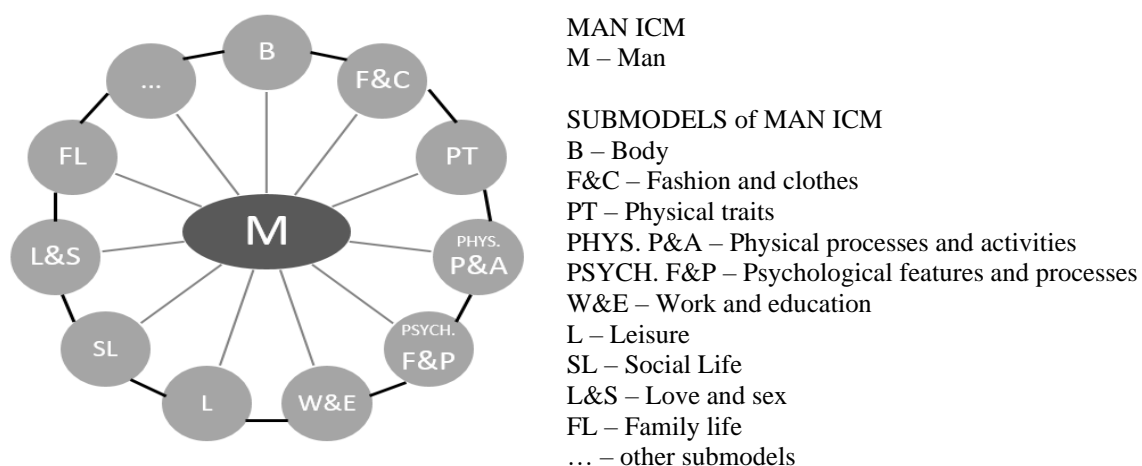 B
F&C
PT
PHYS.
P&A
PSYCH.
F&P
W&E
L
SL
L&S
FL
...
M
MAN ICM
M – Man
SUBMODELS of MAN ICM
B – Body
F&C – Fashion and clothes
PT – Physical traits
PHYS. P&A – Physical processes and activities
PSYCH. F&P – Psychological features and processes
W&E – Work and education
L – Leisure
SL – Social Life
L&S – Love and sex
FL – Family life
… – other submodels